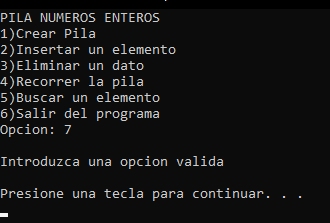 PILA NUMEROS ENTEROS
1)Crear Pila
2)Insertar un elemento
3)Eliminar un dato
4)Recorrer la pila
5)Buscar un elemento
6)Salir del programa
Opcion: 7
Introduzca una opcion valida
Presione una tecla para continuar. . .